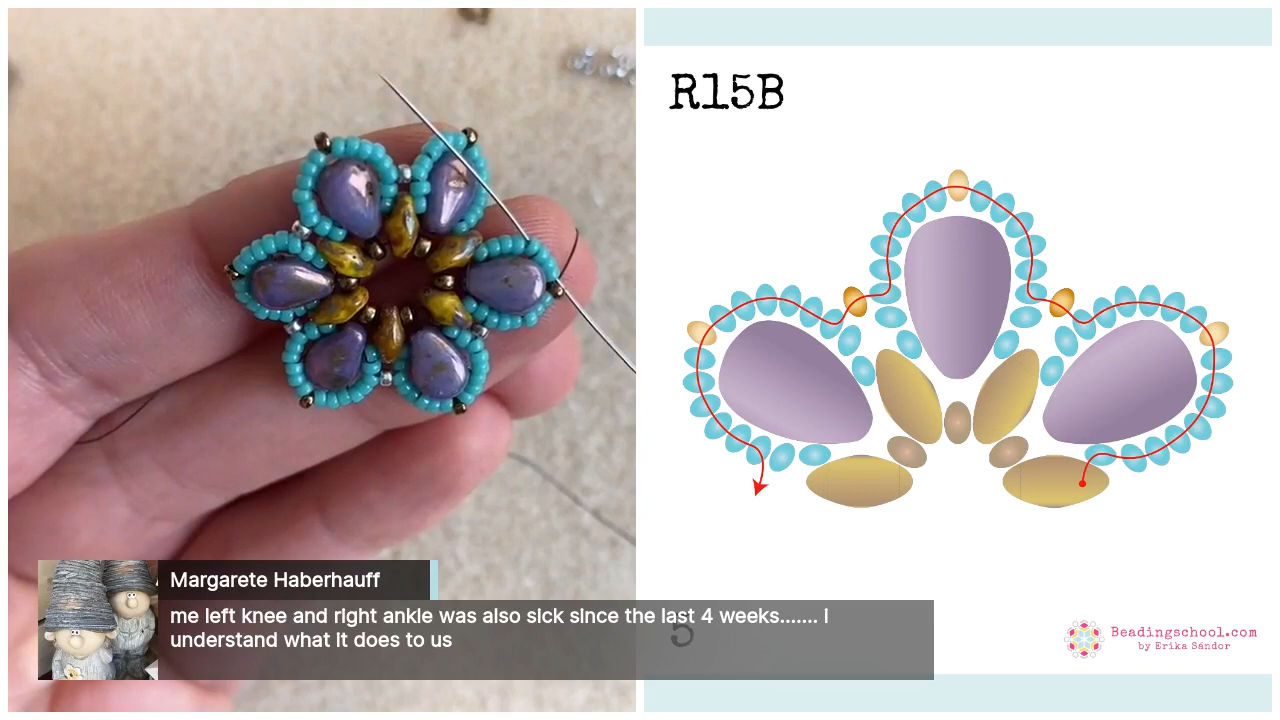 R15B
Margarete Haberhauff
me left knee and right ankle was also sick since the last 4 weeks....... I
understand what it does to us
5
Beadingschool.com
by Erika Sándor